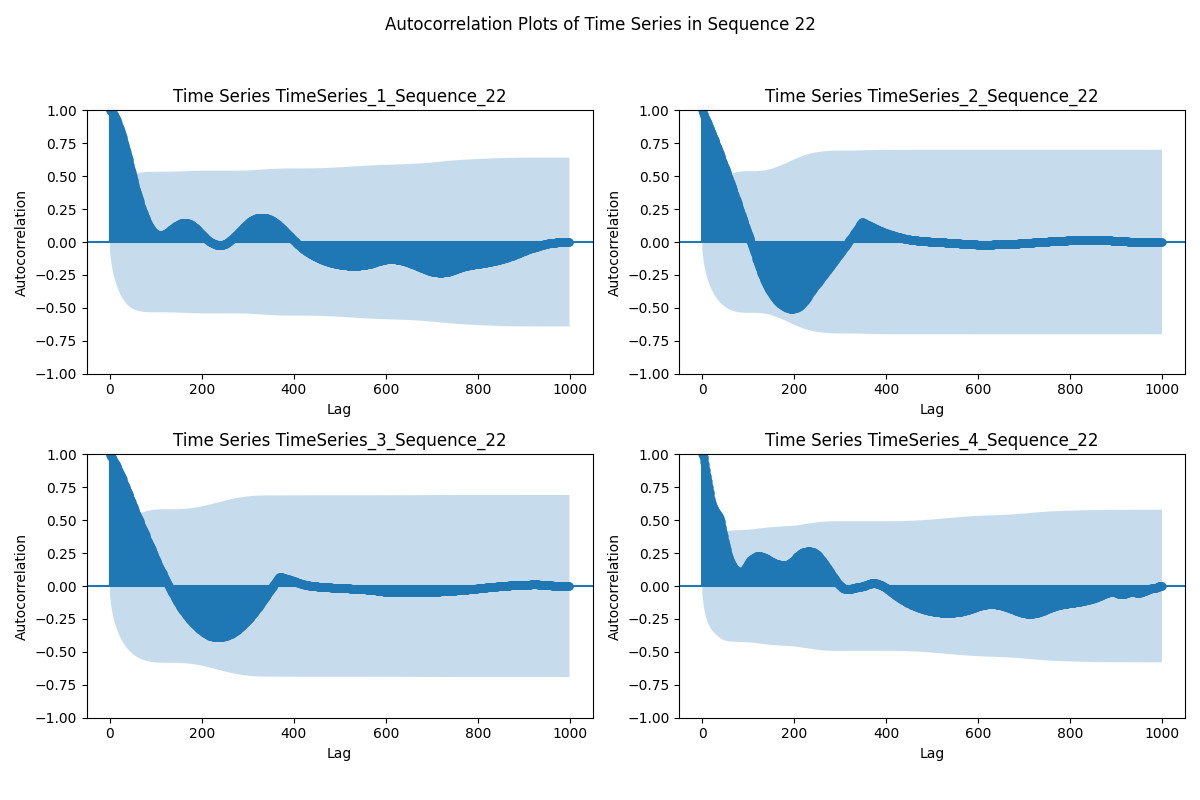 Autocorrelation Plots of Time Series in Sequence 22
Time Series TimeSeries_1_Sequence_22
1.00
0.75
0.50
0.25
0.00
−0.25
−0.50
−0.75
−1.00
Autocorrelation
0 200 400 600 800 1000
Lag
Time Series TimeSeries_2_Sequence_22
1.00
0.75
0.50
0.25
0.00
−0.25
−0.50
−0.75
−1.00
Autocorrelation
0 200 400 600 800 1000
Lag
Time Series TimeSeries_3_Sequence_22
1.00
0.75
0.50
0.25
0.00
−0.25
−0.50
−0.75
−1.00
Autocorrelation
0 200 400 600 800 1000
Lag
Time Series TimeSeries_4_Sequence_22
1.00
0.75
0.50
0.25
0.00
−0.25
−0.50
−0.75
−1.00
Autocorrelation
0 200 400 600 800 1000
Lag